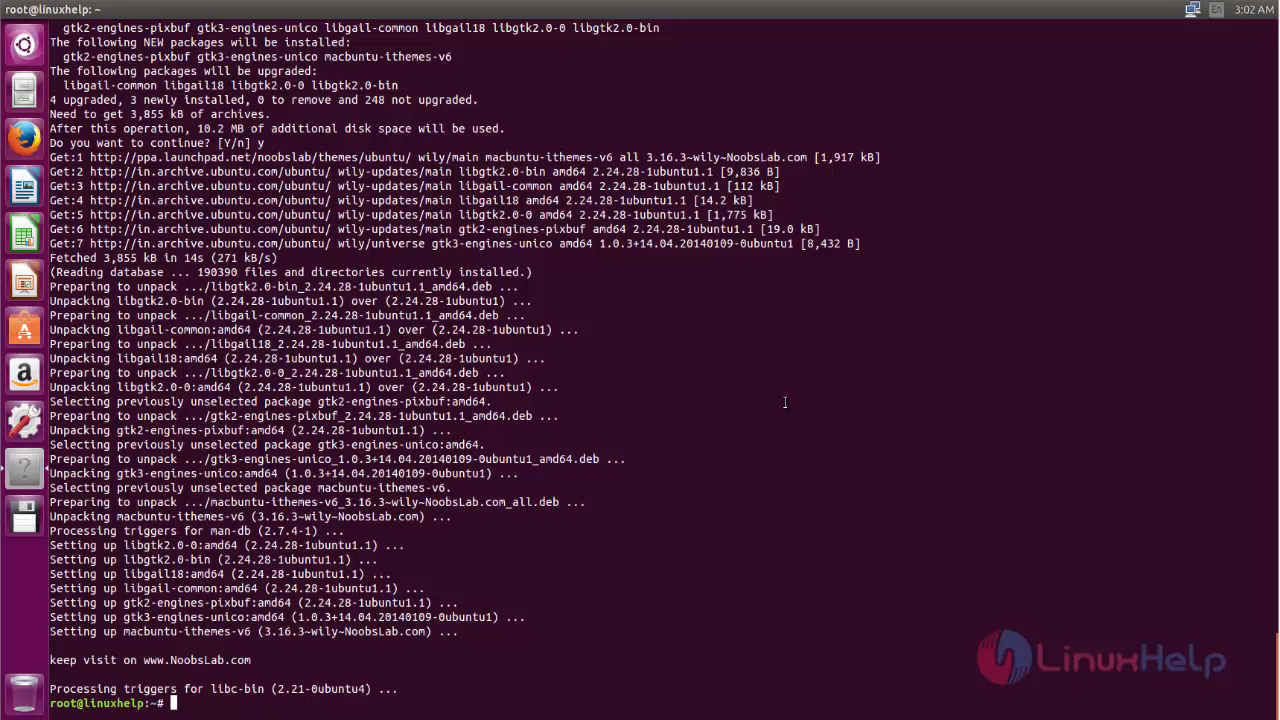 root@linuxhelp: ~
En
3:02 AM
gtk2-engines-pixbuf gtk3-engines-unico libgail-common libgail18 libgtk2.0-0 libgtk2.0-bin
The following NEW packages will be installed:
gtk2-engines-pixbuf gtk3-engines-unico macbuntu-ithemes-v6
The following packages will be upgraded:
libgail-common libgail18 libgtk2.0-0 libgtk2.0-bin
4 upgraded, 3 newly installed, 0 to remove and 248 not upgraded.
Need to get 3,855 kB of archives.
After this operation, 10.2 MB of additional disk space will be used.
Do you want to continue? [Y/n] y
Get:1 http://ppa.launchpad.net/noobslab/themes/ubuntu/ wily/main macbuntu-ithemes-v6 all 3.16.3~wily~NoobsLab.com [1,917 kB]
Get:2 http://in.archive.ubuntu.com/ubuntu/ wily-updates/main libgtk2.0-bin amd64 2.24.28-1ubuntu1.1 [9,836 B]
Get:3 http://in.archive.ubuntu.com/ubuntu/ wily-updates/main libgail-common amd64 2.24.28-1ubuntu1.1 [112 kB]
Get:4 http://in.archive.ubuntu.com/ubuntu/ wily-updates/main libgail18 amd64 2.24.28-1ubuntu1.1 [14.2 kB]
Get:5 http://in.archive.ubuntu.com/ubuntu/ wily-updates/main libgtk2.0-0 amd64 2.24.28-1ubuntu1.1 [1,775 kB]
Get:6 http://in.archive.ubuntu.com/ubuntu/ wily-updates/main gtk2-engines-pixbuf amd64 2.24.28-1ubuntu1.1 [19.0 kB]
Get:7 http://in.archive.ubuntu.com/ubuntu/ wily/universe gtk3-engines-unico amd64 1.0.3+14.04.20140109-0ubuntu1 [8,432 B]
Fetched 3,855 kB in 14s (271 kB/s)
(Reading database ... 190390 files and directories currently installed.)
Preparing to unpack .../libgtk2.0-bin_2.24.28-1ubuntu1.1_amd64.deb ...
Unpacking libgtk2.0-bin (2.24.28-1ubuntu1.1) over (2.24.28-1ubuntu1) ...
Preparing to unpack .../libgail-common_2.24.28-1ubuntu1.1_amd64.deb ...
Unpacking libgail-common:amd64 (2.24.28-1ubuntu1.1) over (2.24.28-1ubuntu1) ...
Preparing to unpack .../libgail18_2.24.28-1ubuntu1.1_amd64.deb ...
Unpacking libgail18:amd64 (2.24.28-1ubuntu1.1) over (2.24.28-1ubuntu1) ...
Preparing to unpack .../libgtk2.0-0_2.24.28-1ubuntu1.1_amd64.deb ...
Unpacking libgtk2.0-0:amd64 (2.24.28-1ubuntu1.1) over (2.24.28-1ubuntu1) ...
Selecting previously unselected package gtk2-engines-pixbuf:amd64.
Preparing to unpack .../gtk2-engines-pixbuf_2.24.28-1ubuntu1.1_amd64.deb ...
Unpacking gtk2-engines-pixbuf:amd64 (2.24.28-1ubuntu1.1) ...
Selecting previously unselected package gtk3-engines-unico:amd64.
Preparing to unpack .../gtk3-engines-unico_1.0.3+14.04.20140109-0ubuntu1_amd64.deb ...
Unpacking gtk3-engines-unico:amd64 (1.0.3+14.04.20140109-0ubuntu1) ...
Selecting previously unselected package macbuntu-ithemes-v6.
Preparing to unpack .../macbuntu-ithemes-v6_3.16.3~wily~NoobsLab.com_all.deb ...
Unpacking macbuntu-ithemes-v6 (3.16.3~wily~NoobsLab.com) ...
Processing triggers for man-db (2.7.4-1) ...
Setting up libgtk2.0-0:amd64 (2.24.28-1ubuntu1.1) ...
Setting up libgtk2.0-bin (2.24.28-1ubuntu1.1) ...
Setting up libgail18:amd64 (2.24.28-1ubuntu1.1) ...
Setting up libgail-common:amd64 (2.24.28-1ubuntu1.1) ...
Setting up gtk2-engines-pixbuf:amd64 (2.24.28-1ubuntu1.1) ...
Setting up gtk3-engines-unico:amd64 (1.0.3+14.04.20140109-0ubuntu1) ...
Setting up macbuntu-ithemes-v6 (3.16.3~wily~NoobsLab.com) ...
keep visit on www.NoobsLab.com
Processing triggers for libc-bin (2.21-0ubuntu4) ...
root@linuxhelp:~#
LinuxHelp